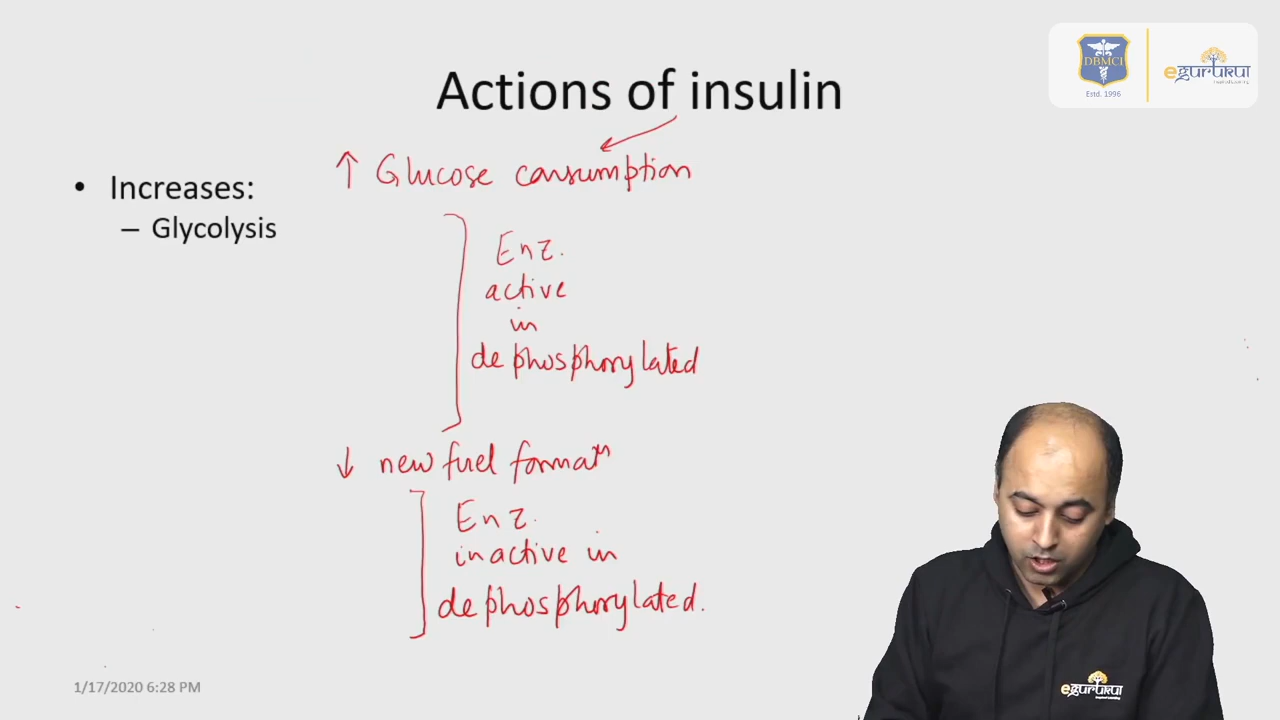 DBMCI
Estd. 1996
egurukul
Actions of insulin
↑ Glucose consumption
• Increases:
– Glycolysis
Enz.
active
in
dephosphorylated
↓ new fuel formatn
Enz.
inactive in
dephosphorylated.
1/17/2020 6:28 PM
egurukul